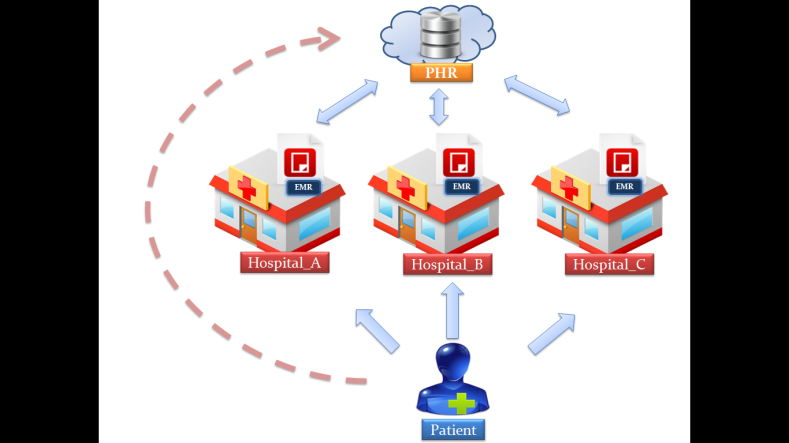 PHR
EMR
EMR
EMR
Hospital_A
Hospital_B
Hospital_C
Patient